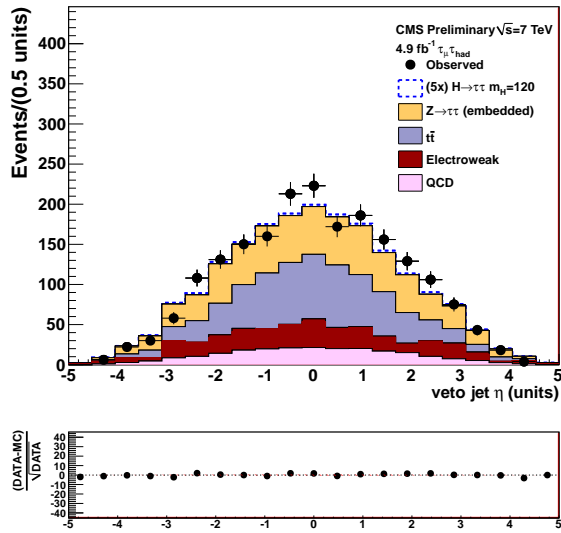 CMS Preliminary √s=7 TeV
4.9 fb⁻¹ τμ τhad
Observed
(5x) H→ττ mH=120
Z→ττ (embedded)
tt̄
Electroweak
QCD
Events/(0.5 units)
400
350
300
250
200
150
100
50
0
-5 -4 -3 -2 -1 0 1 2 3 4 5
veto jet η (units)
(DATA-MC)
√DATA
40
30
20
10
0
-10
-20
-30
-40
-5 -4 -3 -2 -1 0 1 2 3 4 5